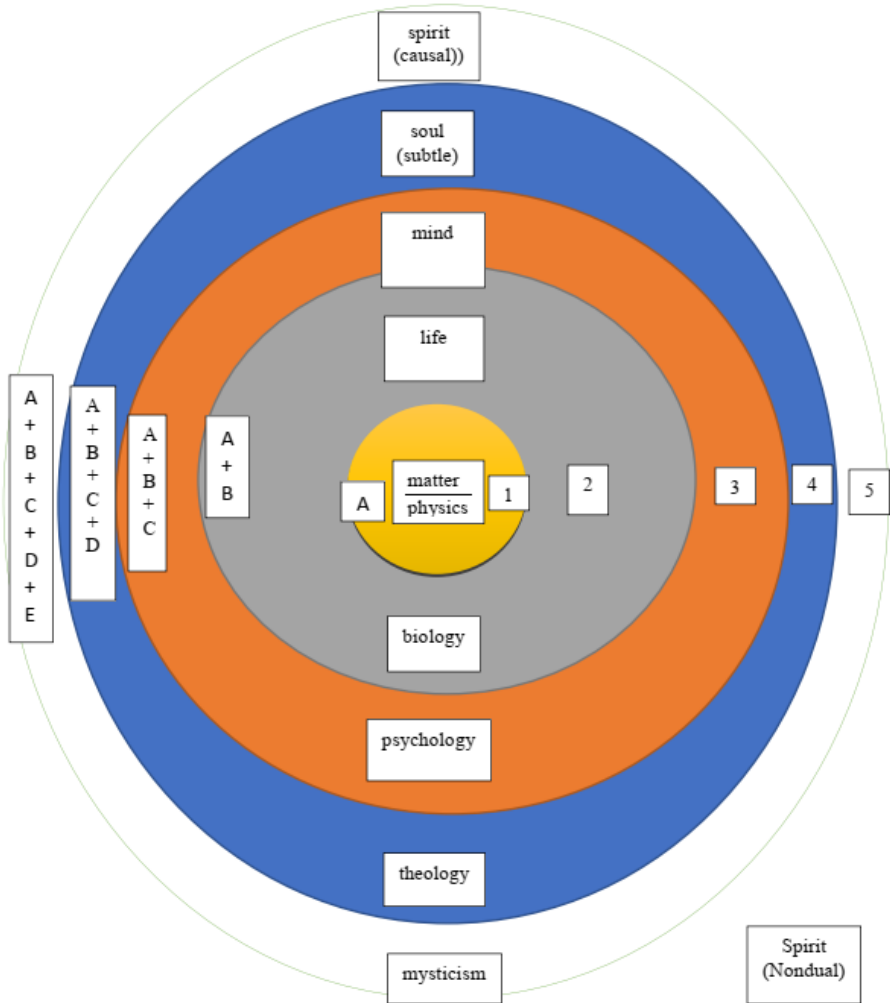 spirit
(causal))
soul
(subtle)
mind
life
A
+
B
+
C
+
D
+
E
A
+
B
+
C
+
D
A
+
B
+
C
A
+
B
A
matter
physics
1
2
3
4
5
biology
psychology
theology
mysticism
Spirit
(Nondual)